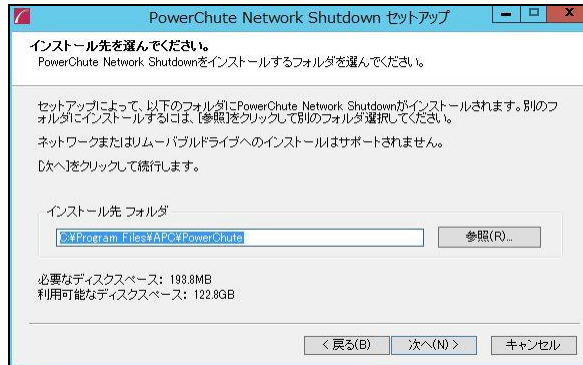 PowerChute Network Shutdown セットアップ
インストール先を選んでください。
PowerChute Network Shutdownをインストールするフォルダを選んでください。
セットアップによって、以下のフォルダにPowerChute Network Shutdownがインストールされます。別のフ
ォルダにインストールするには、[参照]をクリックして別のフォルダ選択してください。
ネットワークまたはリムーバブルドライブへのインストールはサポートされません。
[次へ]をクリックして続行します。
インストール先 フォルダ
C:¥Program Files¥APC¥PowerChute
参照(R)...
必要なディスクスペース: 193.8MB
利用可能なディスクスペース: 122.8GB
< 戻る(B)
次へ(N) >
キャンセル